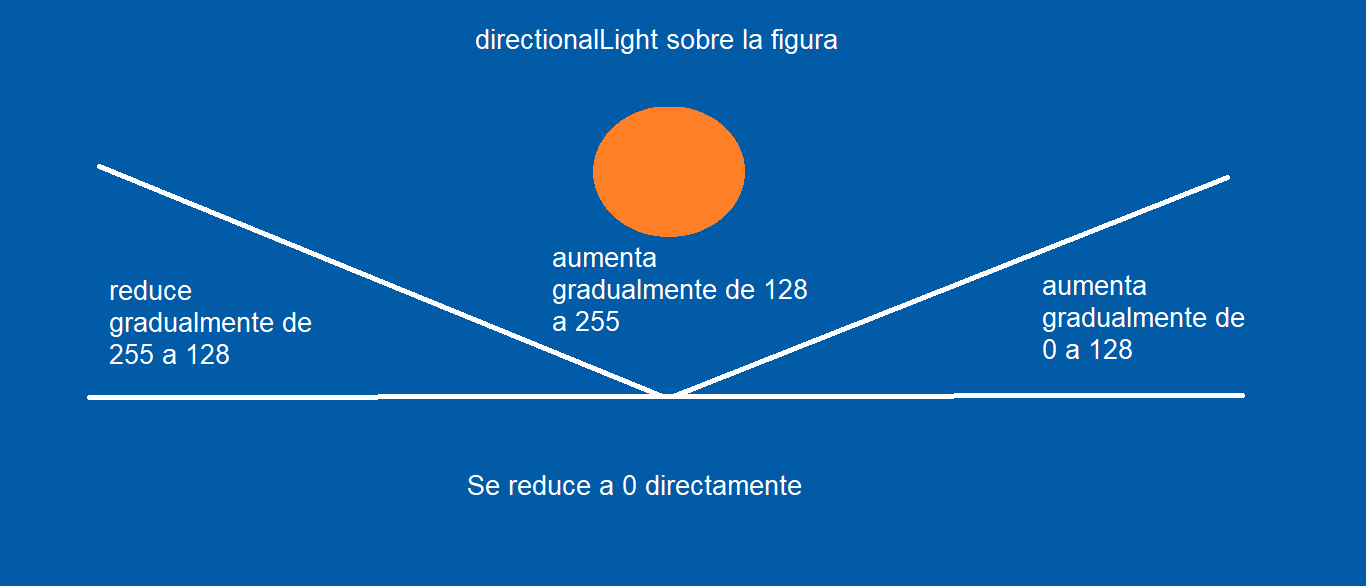 directionalLight sobre la figura
reduce
gradualmente de
255 a 128
aumenta
gradualmente de 128
a 255
aumenta
gradualmente de
0 a 128
Se reduce a 0 directamente